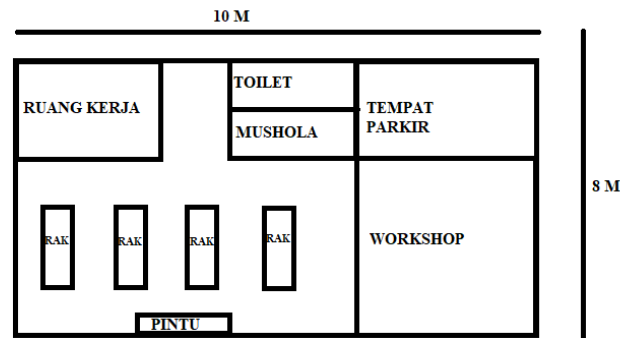 10 M
RUANG KERJA
TOILET
MUSHOLA
TEMPAT
PARKIR
8 M
RAK
RAK
RAK
RAK
WORKSHOP
PINTU